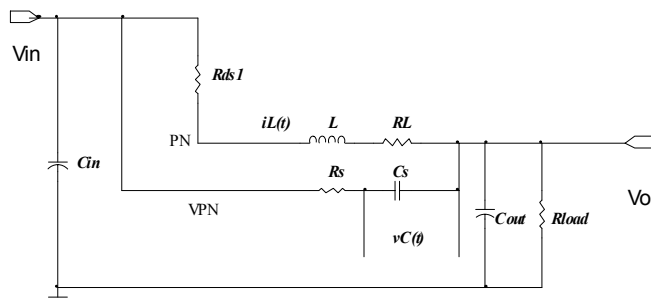 Vin
Rds1
iL(t) L RL
PN
Cin
Rs Cs
VPN
Vo
Cout Rload
vC(t)